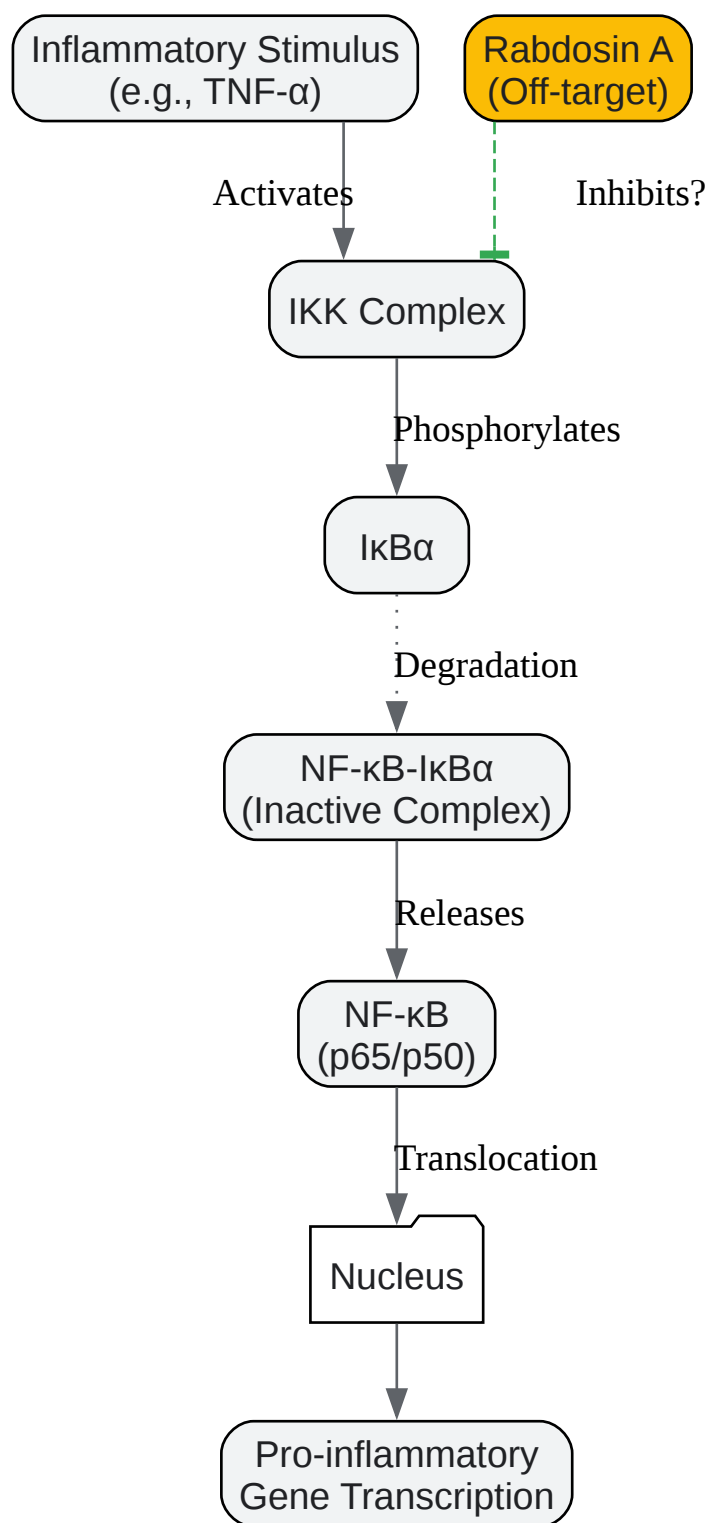 Inflammatory Stimulus
(e.g., TNF-α)
Rabdosin A
(Off-target)
Activates
Inhibits?
IKK Complex
Phosphorylates
IκBα
Degradation
NF-κB-IκBα
(Inactive Complex)
Releases
NF-κB
(p65/p50)
Translocation
Nucleus
Pro-inflammatory
Gene Transcription